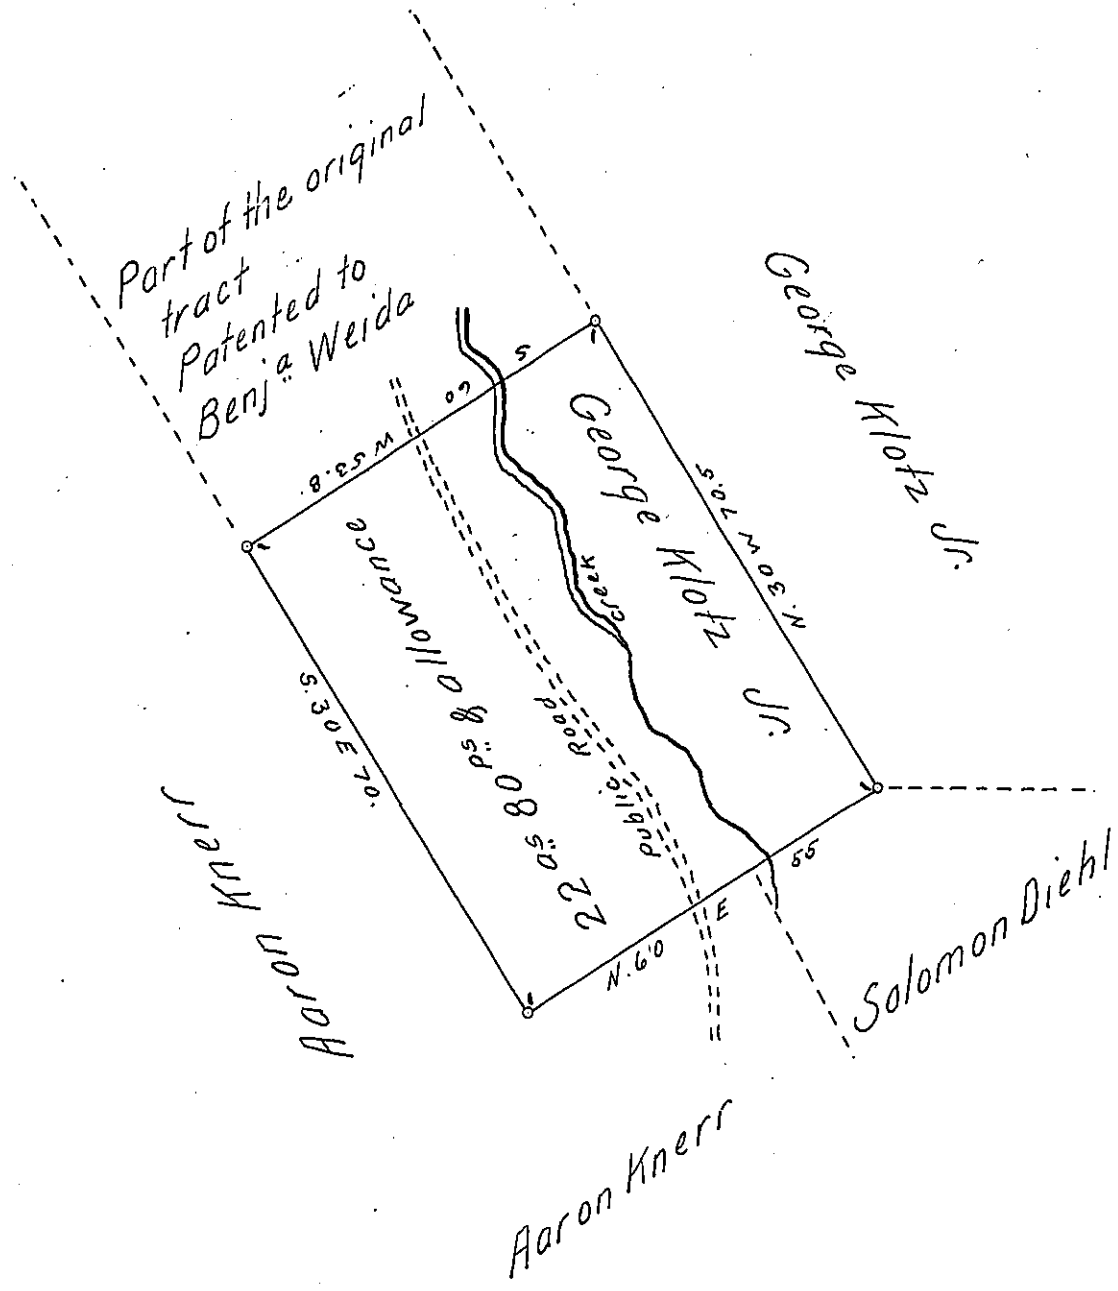 Part of the original
tract
Patented to
Benja Weida
George Klotz Jr.
S 60 W 53.8.
George Klotz Jr.
N. 30 W 70.5
22 as 80 ps & allowance
Creek
Public Road
S. 30 E 70.
N. 60 E 55
Aaron Knerr
Solomon Diehl
Aaron Knerr